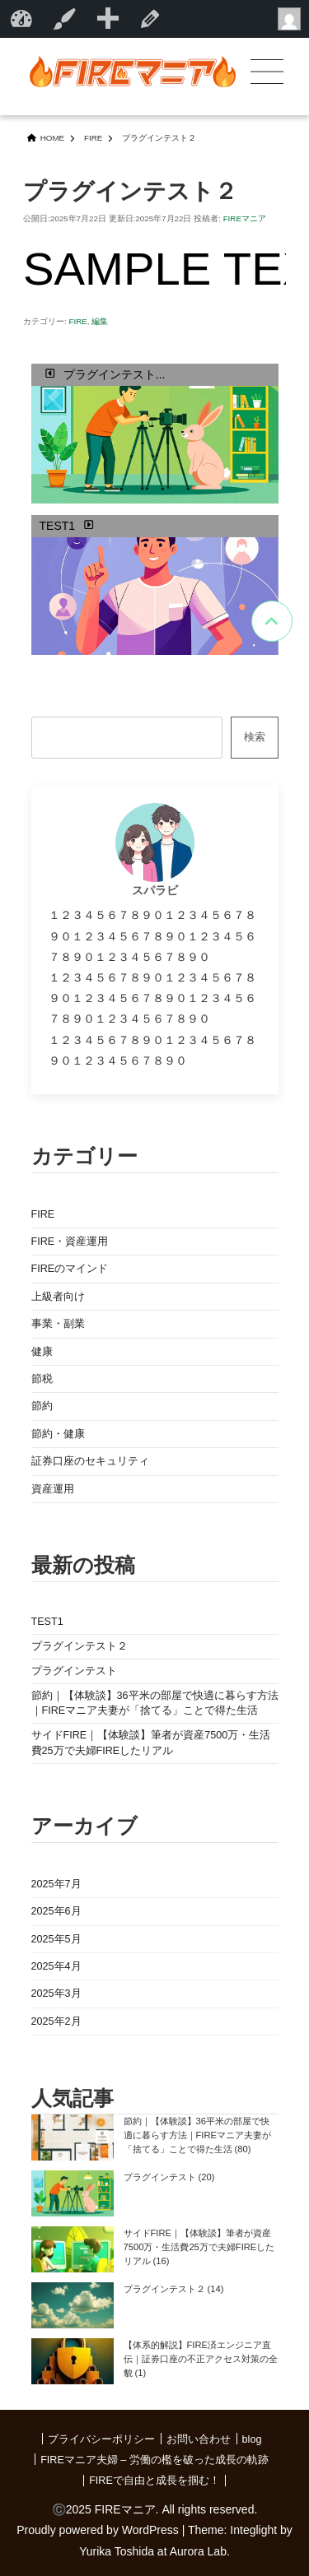 FIREマニア
HOME > FIRE > プラグインテスト２
プラグインテスト２
公開日:2025年7月22日 更新日:2025年7月22日 投稿者: FIREマニア
SAMPLE TE
カテゴリー: FIRE, 編集
プラグインテスト...
TEST1
検索
スパラビ
１２３４５６７８９０１２３４５６７８
９０１２３４５６７８９０１２３４５６
７８９０１２３４５６７８９０
１２３４５６７８９０１２３４５６７８
９０１２３４５６７８９０１２３４５６
７８９０１２３４５６７８９０
１２３４５６７８９０１２３４５６７８
９０１２３４５６７８９０
カテゴリー
FIRE
FIRE・資産運用
FIREのマインド
上級者向け
事業・副業
健康
節税
節約
節約・健康
証券口座のセキュリティ
資産運用
最新の投稿
TEST1
プラグインテスト２
プラグインテスト
節約｜【体験談】36平米の部屋で快適に暮らす方法
｜FIREマニア夫妻が「捨てる」ことで得た生活
サイドFIRE｜【体験談】筆者が資産7500万・生活
費25万で夫婦FIREしたリアル
アーカイブ
2025年7月
2025年6月
2025年5月
2025年4月
2025年3月
2025年2月
人気記事
節約｜【体験談】36平米の部屋で快
適に暮らす方法｜FIREマニア夫妻が
「捨てる」ことで得た生活 (80)
プラグインテスト (20)
サイドFIRE｜【体験談】筆者が資産
7500万・生活費25万で夫婦FIREした
リアル (16)
プラグインテスト２ (14)
【体系的解説】FIRE済エンジニア直
伝｜証券口座の不正アクセス対策の全
貌 (1)
| プライバシーポリシー | お問い合わせ | blog
| FIREマニア夫婦 – 労働の檻を破った成長の軌跡
| FIREで自由と成長を掴む！ |
Ⓒ2025 FIREマニア. All rights reserved.
Proudly powered by WordPress | Theme: Integlight by
Yurika Toshida at Aurora Lab.